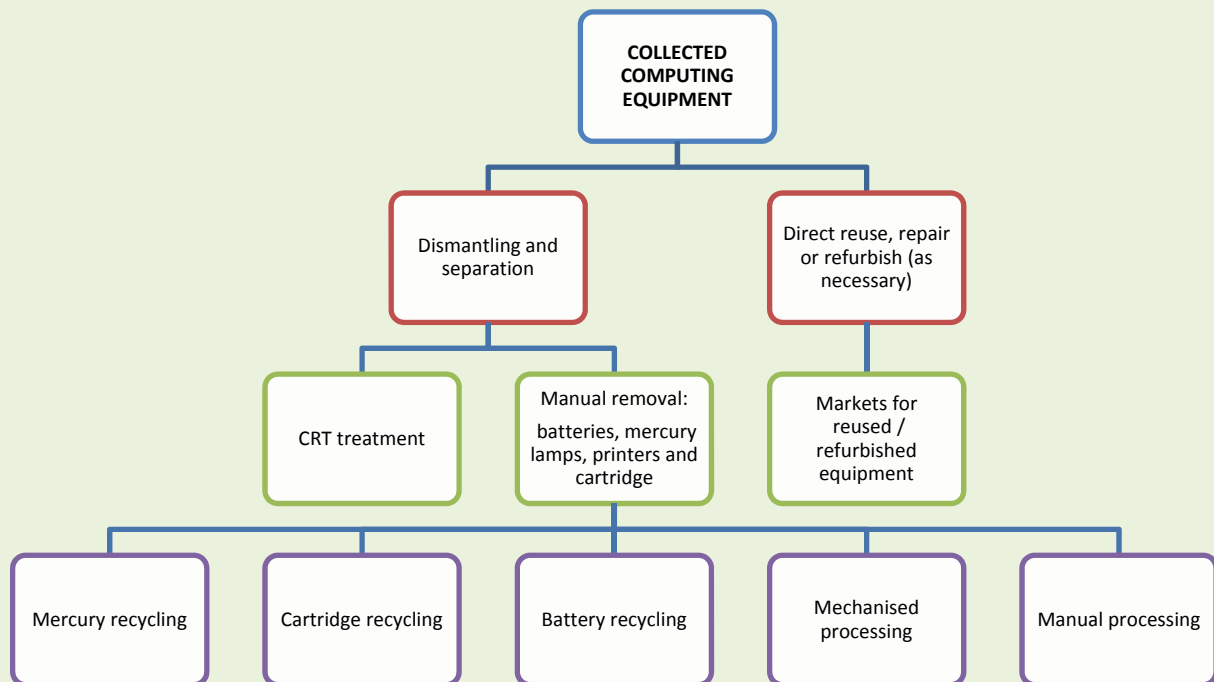 COLLECTED
COMPUTING
EQUIPMENT
Dismantling and
separation
Direct reuse, repair
or refurbish (as
necessary)
CRT treatment
Manual removal:
batteries, mercury
lamps, printers and
cartridge
Markets for
reused /
refurbished
equipment
Mercury recycling
Cartridge recycling
Battery recycling
Mechanised
processing
Manual processing